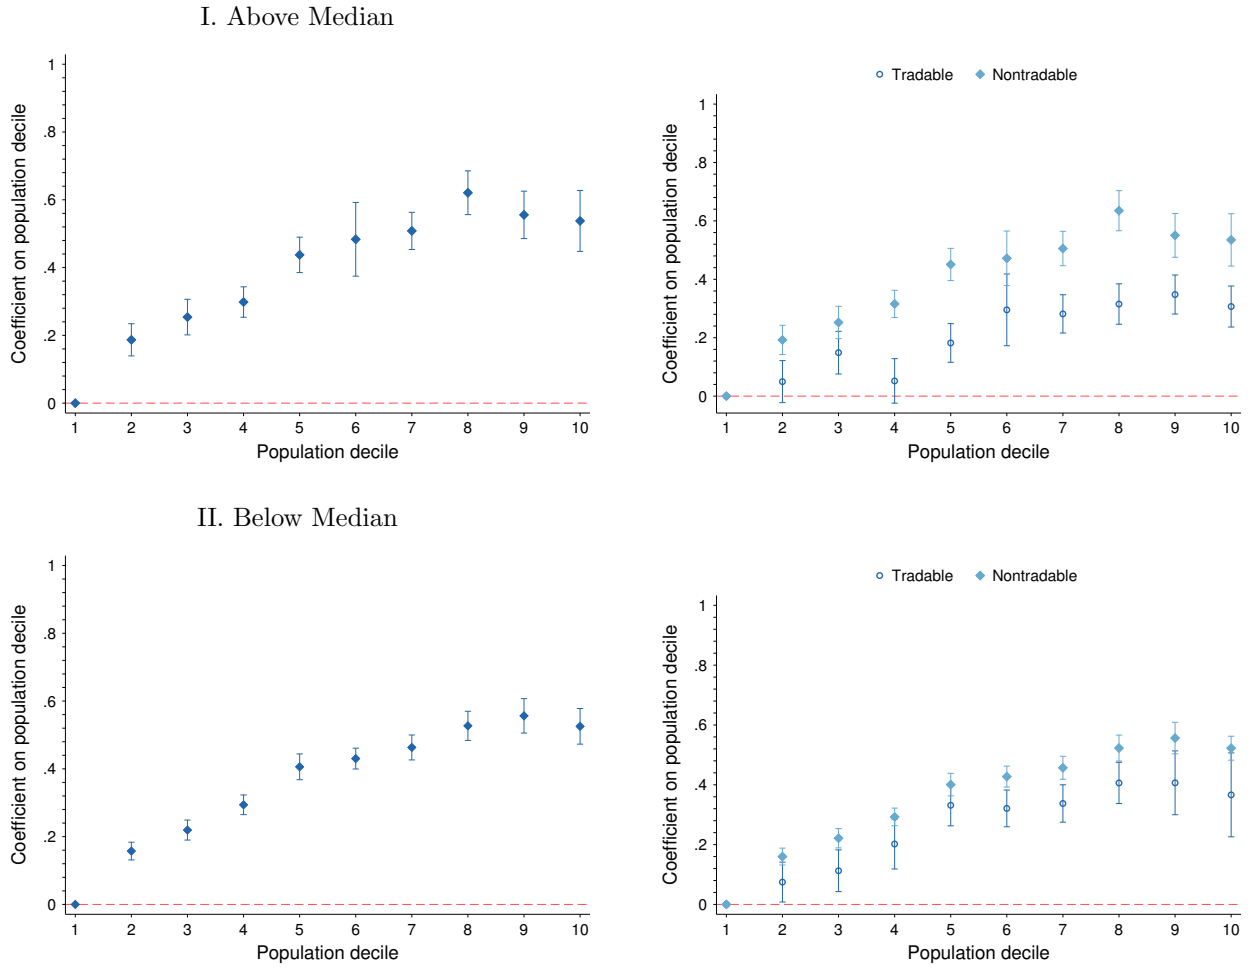 I. Above Median
Coefficient on population decile
1
.8
.6
.4
.2
0
1 2 3 4 5 6 7 8 9 10
Population decile
Tradable Nontradable
Coefficient on population decile
1
.8
.6
.4
.2
0
1 2 3 4 5 6 7 8 9 10
Population decile
II. Below Median
Coefficient on population decile
1
.8
.6
.4
.2
0
1 2 3 4 5 6 7 8 9 10
Population decile
Tradable Nontradable
Coefficient on population decile
1
.8
.6
.4
.2
0
1 2 3 4 5 6 7 8 9 10
Population decile